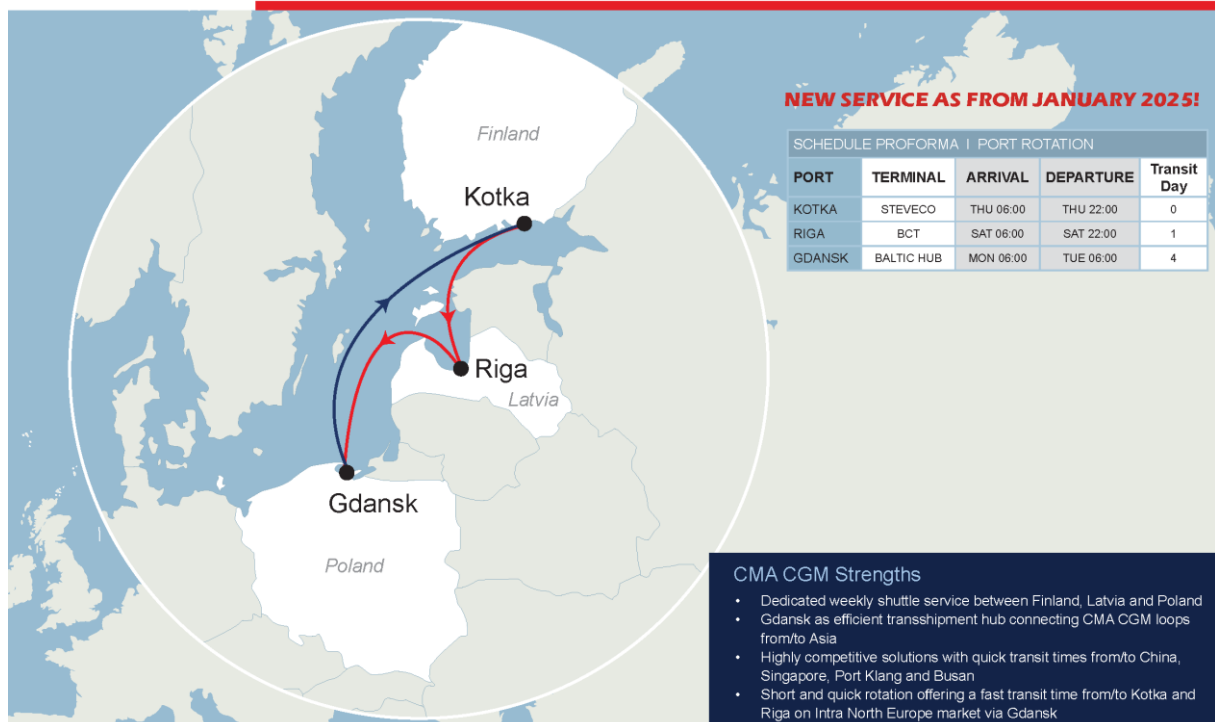 NEW SERVICE AS FROM JANUARY 2025!
SCHEDULE PROFORMA | PORT ROTATION
PORT TERMINAL ARRIVAL DEPARTURE Transit Day
KOTKA STEVECO THU 06:00 THU 22:00 0
RIGA BCT SAT 06:00 SAT 22:00 1
GDANSK BALTIC HUB MON 06:00 TUE 06:00 4
Finland
Kotka
Riga
Latvia
Gdansk
Poland
CMA CGM Strengths
• Dedicated weekly shuttle service between Finland, Latvia and Poland
• Gdansk as efficient transshipment hub connecting CMA CGM loops
from/to Asia
• Highly competitive solutions with quick transit times from/to China,
Singapore, Port Klang and Busan
• Short and quick rotation offering a fast transit time from/to Kotka and
Riga on Intra North Europe market via Gdansk